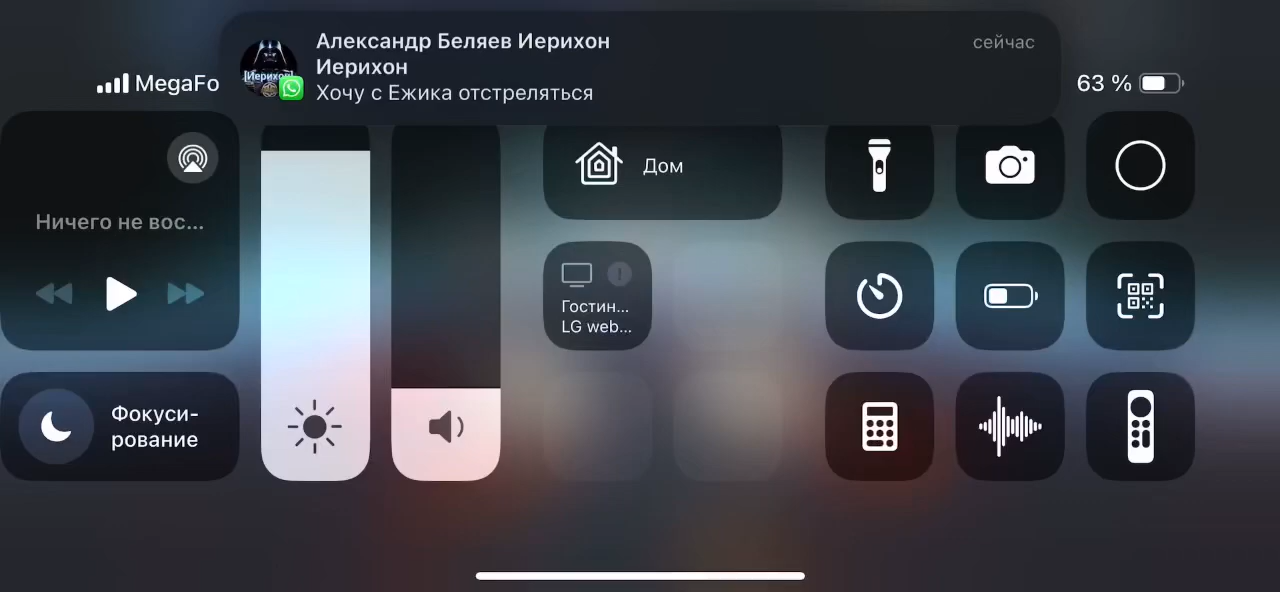 Александр Беляев Иерихон
сейчас
Иерихон
Хочу с Ежика отстреляться
[Иерихон]
MegaFo
63 %
Дом
Ничего не вос...
Гостин...
LG web...
Фокуси-
рование